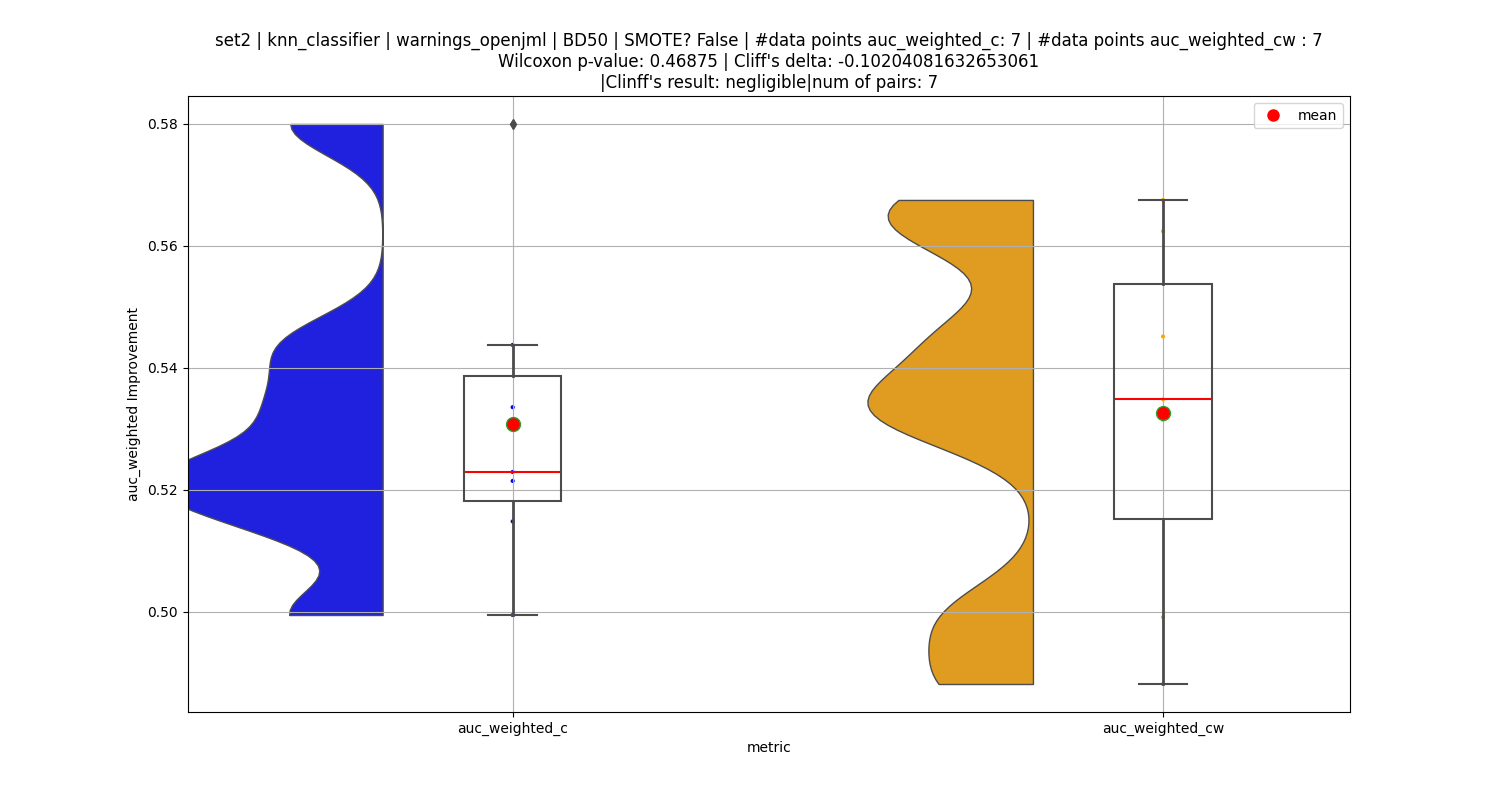 set2 | knn_classifier | warnings_openjml | BD50 | SMOTE? False | #data points auc_weighted_c: 7 | #data points auc_weighted_cw : 7
Wilcoxon p-value: 0.46875 | Cliff's delta: -0.10204081632653061
|Clinff's result: negligible|num of pairs: 7
mean
0.58
0.56
0.54
0.52
0.50
auc_weighted Improvement
auc_weighted_c
auc_weighted_cw
metric